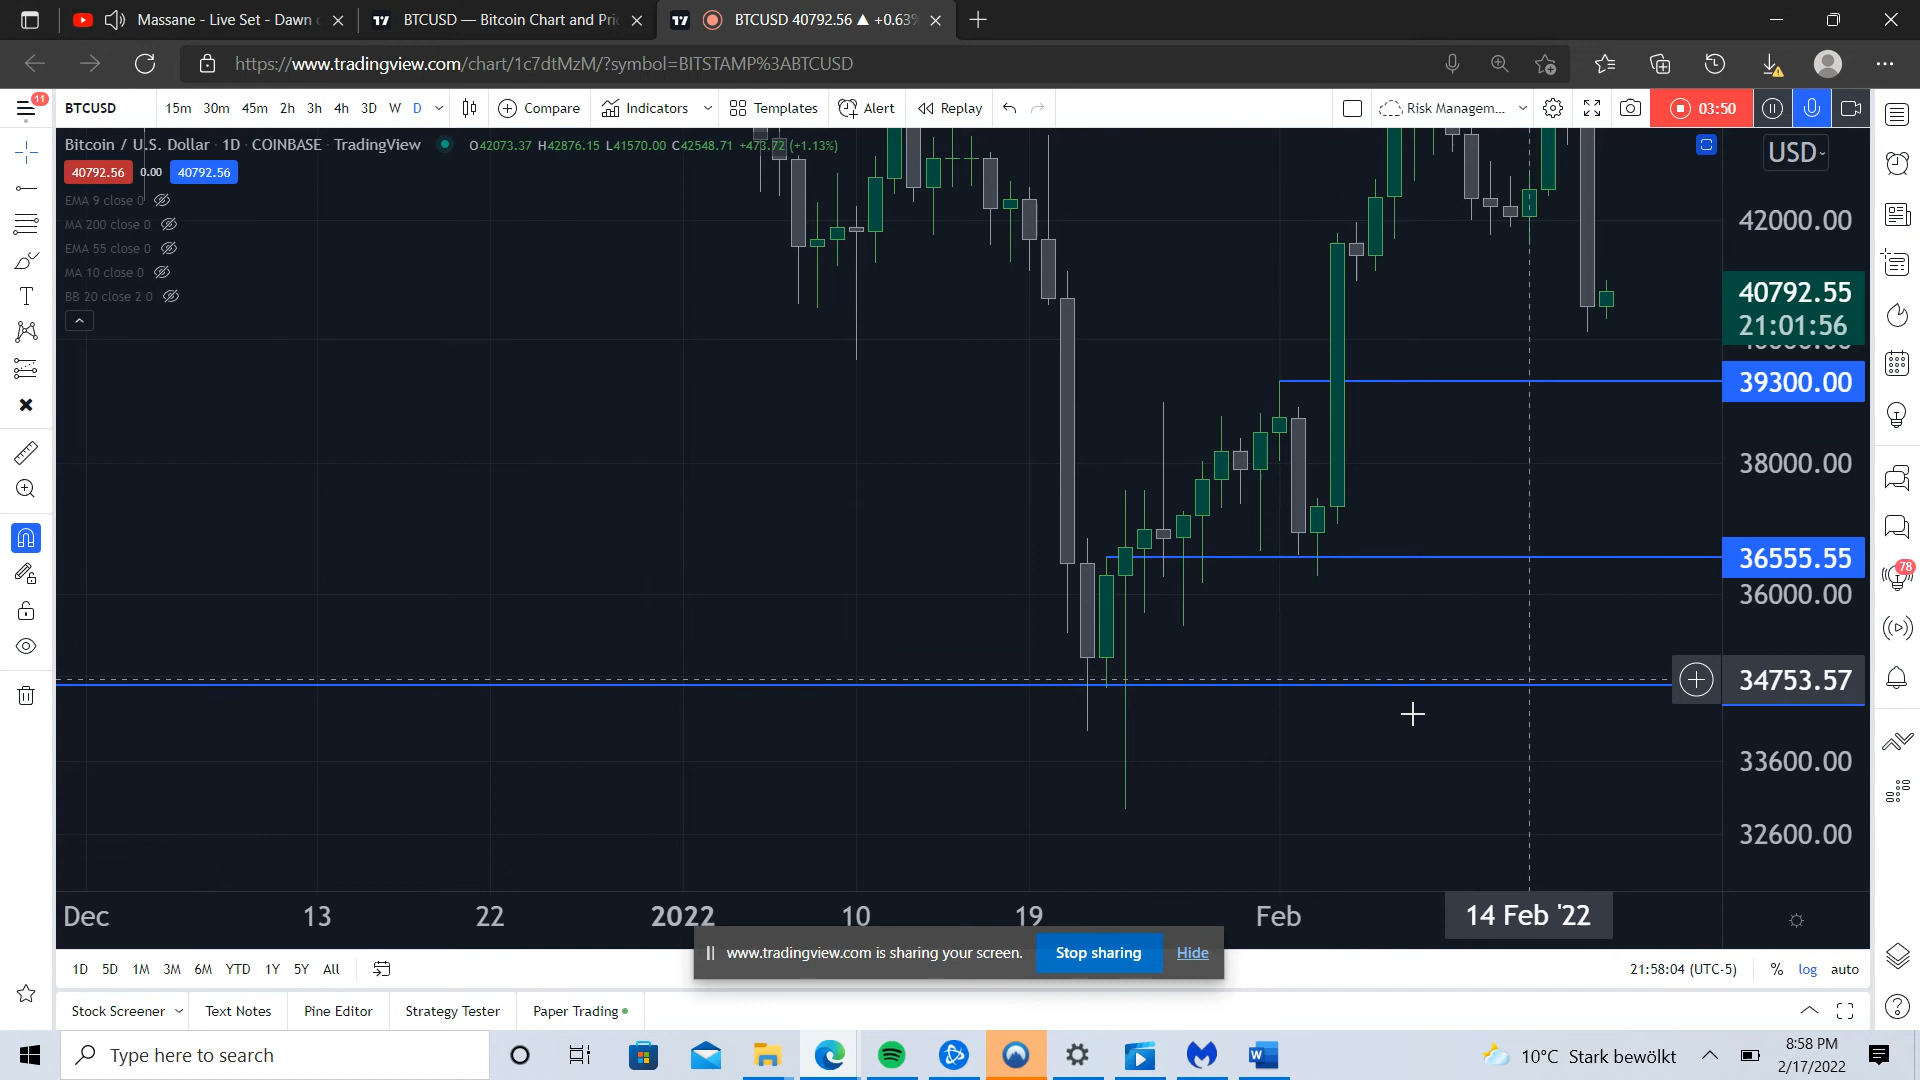 Massane - Live Set - Dawn
BTCUSD — Bitcoin Chart and Pri
BTCUSD 40792.56 ▲ +0.63%
https://www.tradingview.com/chart/1c7dtMzM/?symbol=BITSTAMP%3ABTCUSD
11
BTCUSD
15m 30m 45m 2h 3h 4h 3D W D
Compare
Indicators
Templates
Alert
Replay
Risk Managem...
03:50
Bitcoin / U.S. Dollar · 1D · COINBASE · TradingView
O42073.37 H42876.15 L41570.00 C42548.71 +473.72 (+1.13%)
USD
40792.56 0.00 40792.56
EMA 9 close 0
MA 200 close 0
EMA 55 close 0
MA 10 close 0
BB 20 close 2 0
42000.00
40792.55
21:01:56
39300.00
38000.00
36555.55
78
36000.00
34753.57
33600.00
32600.00
Dec 13 22 2022 10 19 Feb 14 Feb '22
www.tradingview.com is sharing your screen.
Stop sharing
Hide
1D 5D 1M 3M 6M YTD 1Y 5Y All
21:58:04 (UTC-5)
% log auto
Stock Screener
Text Notes
Pine Editor
Strategy Tester
Paper Trading
Type here to search
10°C Stark bewölkt
8:58 PM
2/17/2022